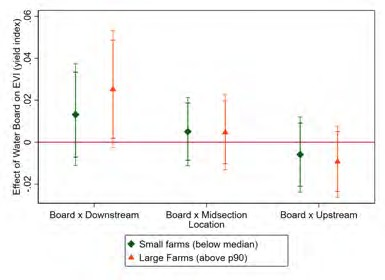 Effect of Water Board on EVI (yield index)
.06
.04
.02
0
-.02
Board x Downstream
Board x Midsection
Board x Upstream
Location
Small farms (below median)
Large Farms (above p90)